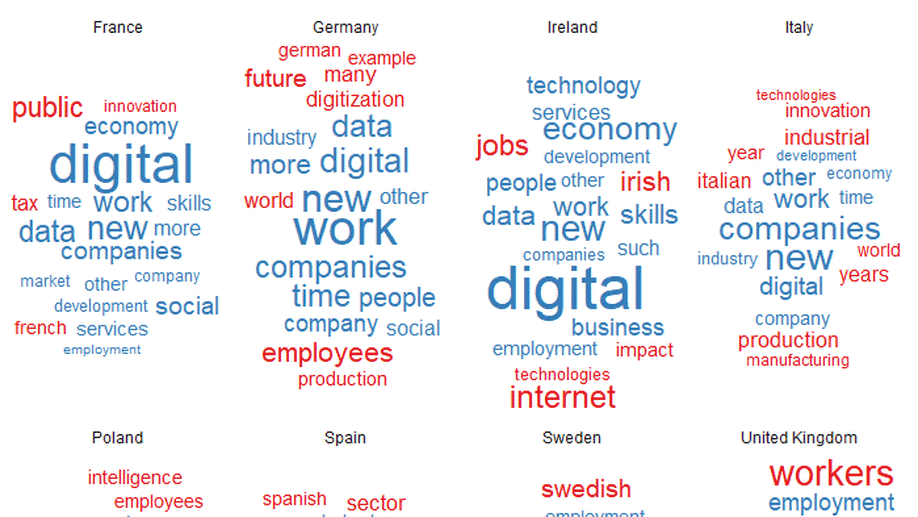 France
public innovation
economy
digital
tax time work skills
data new more
companies
market other company
development social
french services
employment
Germany
german example
future many
digitization
industry data
more digital
world new other
work
companies
time people
company social
employees
production
Ireland
technology
services
jobs economy
development
people other irish
data work skills
new such
companies
digital
business
employment impact
technologies
internet
Italy
technologies
innovation
industrial
year development
italian other economy
data work time
companies
industry new world
digital years
company
production
manufacturing
Poland
intelligence
employees
Spain
spanish sector
Sweden
swedish
employment
United Kingdom
workers
employment